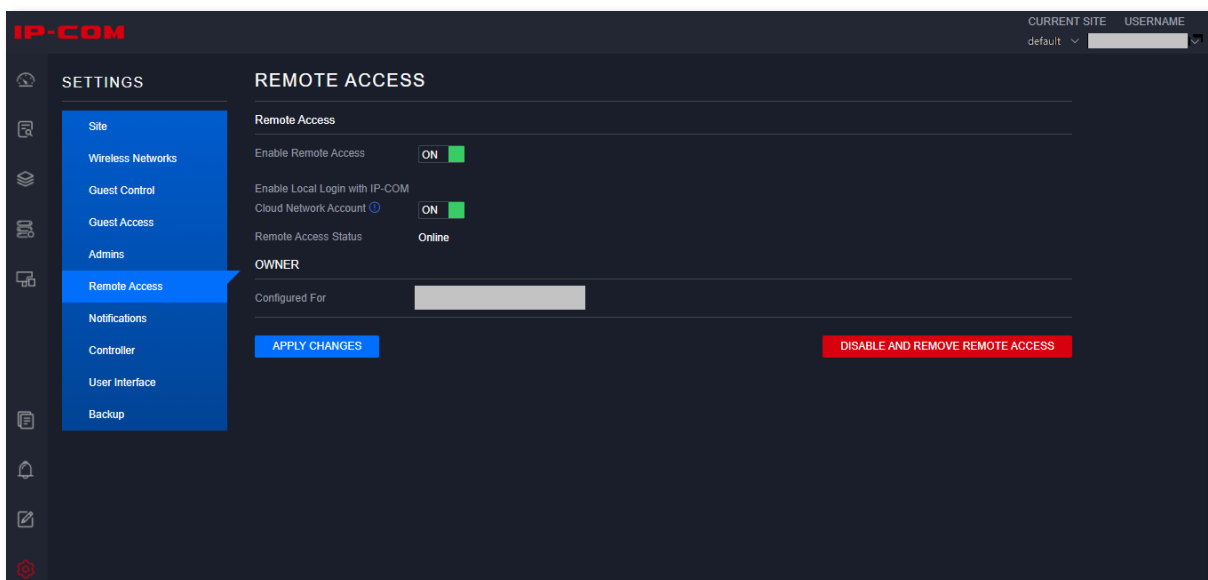 IP-COM
CURRENT SITE USERNAME
default
SETTINGS
Site
Wireless Networks
Guest Control
Guest Access
Admins
Remote Access
Notifications
Controller
User Interface
Backup
REMOTE ACCESS
Remote Access
Enable Remote Access ON
Enable Local Login with IP-COM
Cloud Network Account ON
Remote Access Status Online
OWNER
Configured For
APPLY CHANGES DISABLE AND REMOVE REMOTE ACCESS